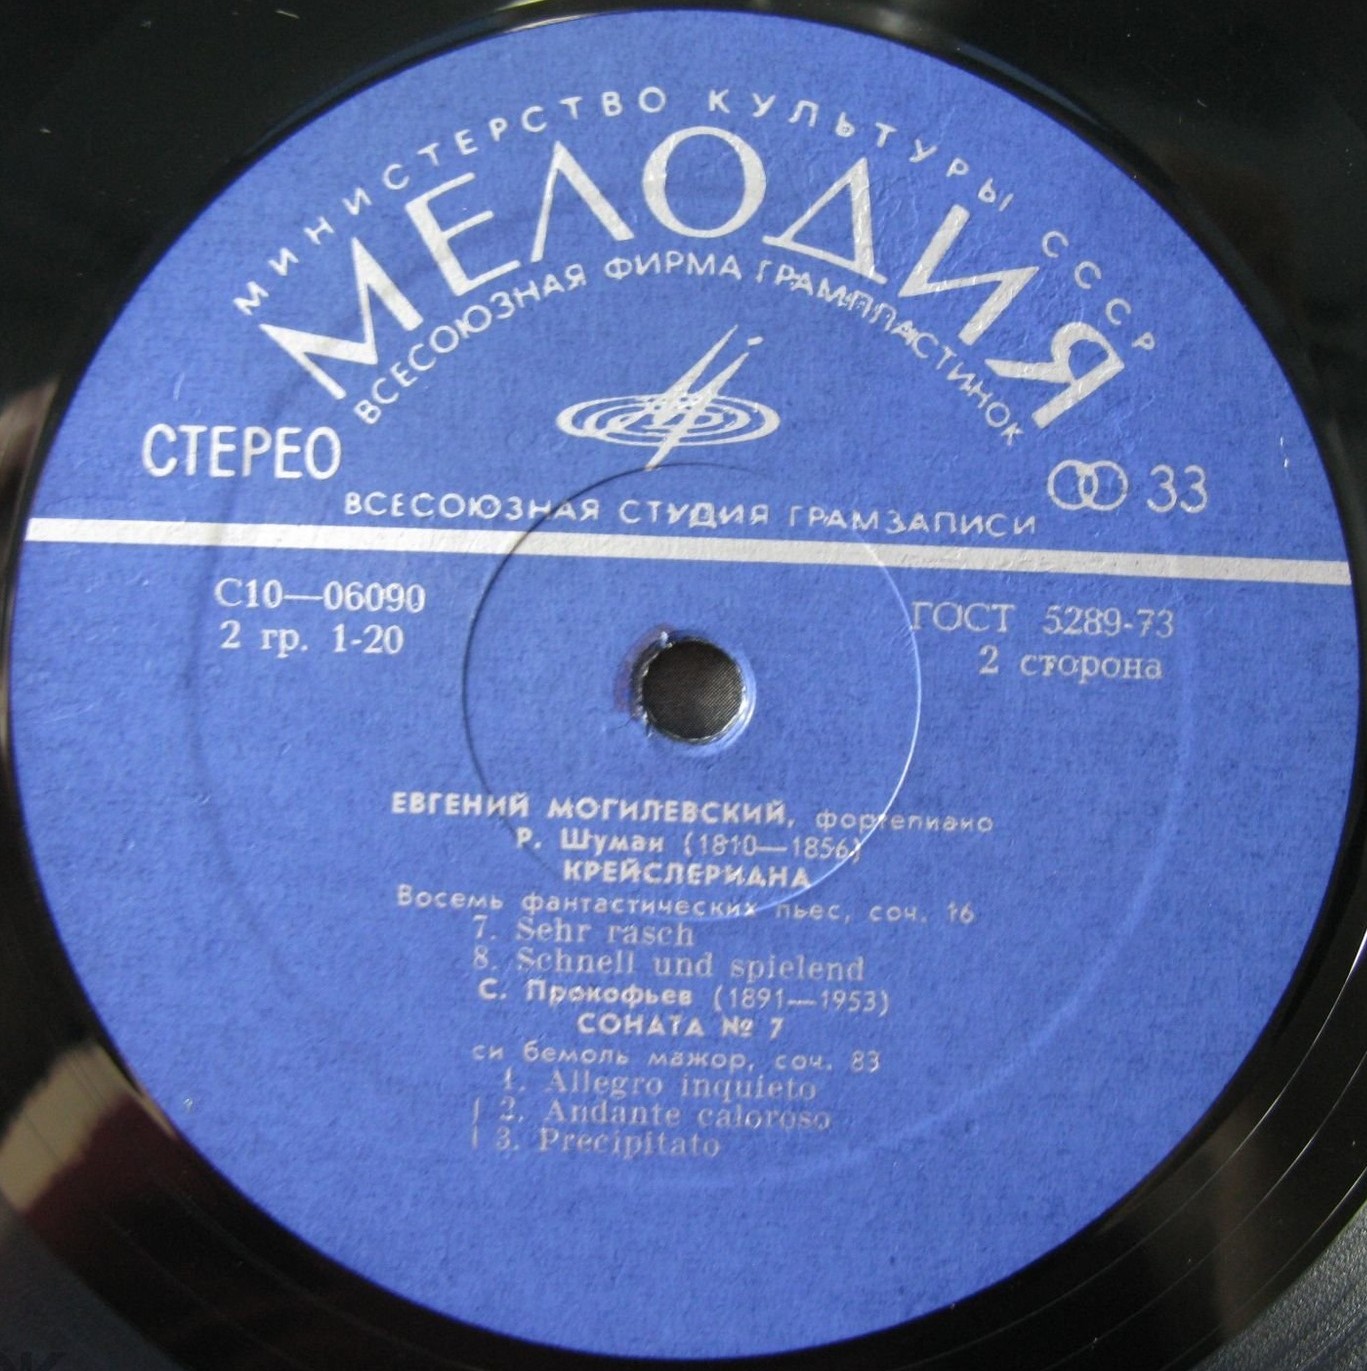 МИНИСТЕРСТВО КУЛЬТУРЫ СССР
МЕЛОДИЯ
ВСЕСОЮЗНАЯ ФИРМА ГРАМПЛАСТИНОК
СТЕРЕО
33
ВСЕСОЮЗНАЯ СТУДИЯ ГРАМЗАПИСИ
С10—06090
2 гр. 1-20
ГОСТ 5289-73
2 сторона
ЕВГЕНИЙ МОГИЛЕВСКИЙ, фортепиано
Р. Шуман (1810—1856)
КРЕЙСЛЕРИАНА
Восемь фантастических пьес, соч. 16
7. Sehr rasch
8. Schnell und spielend
С. Прокофьев (1891—1953)
СОНАТА № 7
си бемоль мажор, соч. 83
1. Allegro inquieto
2. Andante caloroso
3. Precipitato